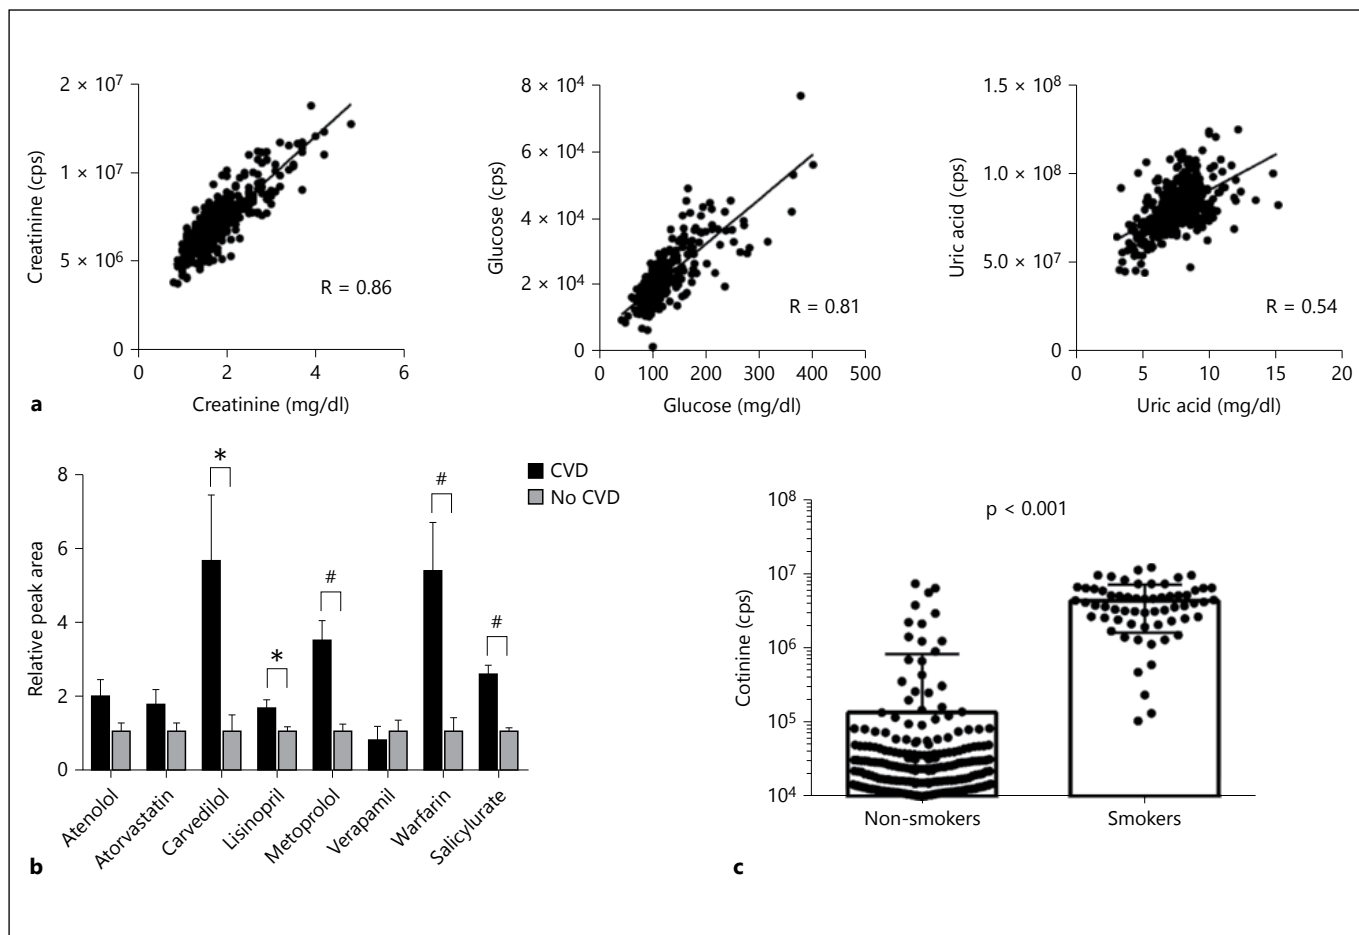 2 × 10⁷
1 × 10⁷
5 × 10⁶
0
Creatinine (cps)
R = 0.86
0 2 4 6
Creatinine (mg/dl)
8 × 10⁴
6 × 10⁴
4 × 10⁴
2 × 10⁴
0
Glucose (cps)
R = 0.81
0 100 200 300 400 500
Glucose (mg/dl)
1.5 × 10⁸
1.0 × 10⁸
5.0 × 10⁷
0
Uric acid (cps)
R = 0.54
0 5 10 15 20
Uric acid (mg/dl)
a
8
6
4
2
0
Relative peak area
* * # # #
CVD
No CVD
Atenolol
Atorvastatin
Carvedilol
Lisinopril
Metoprolol
Verapamil
Warfarin
Salicylurate
b
10⁸
10⁷
10⁶
10⁵
10⁴
Cotinine (cps)
p < 0.001
Non-smokers Smokers
c